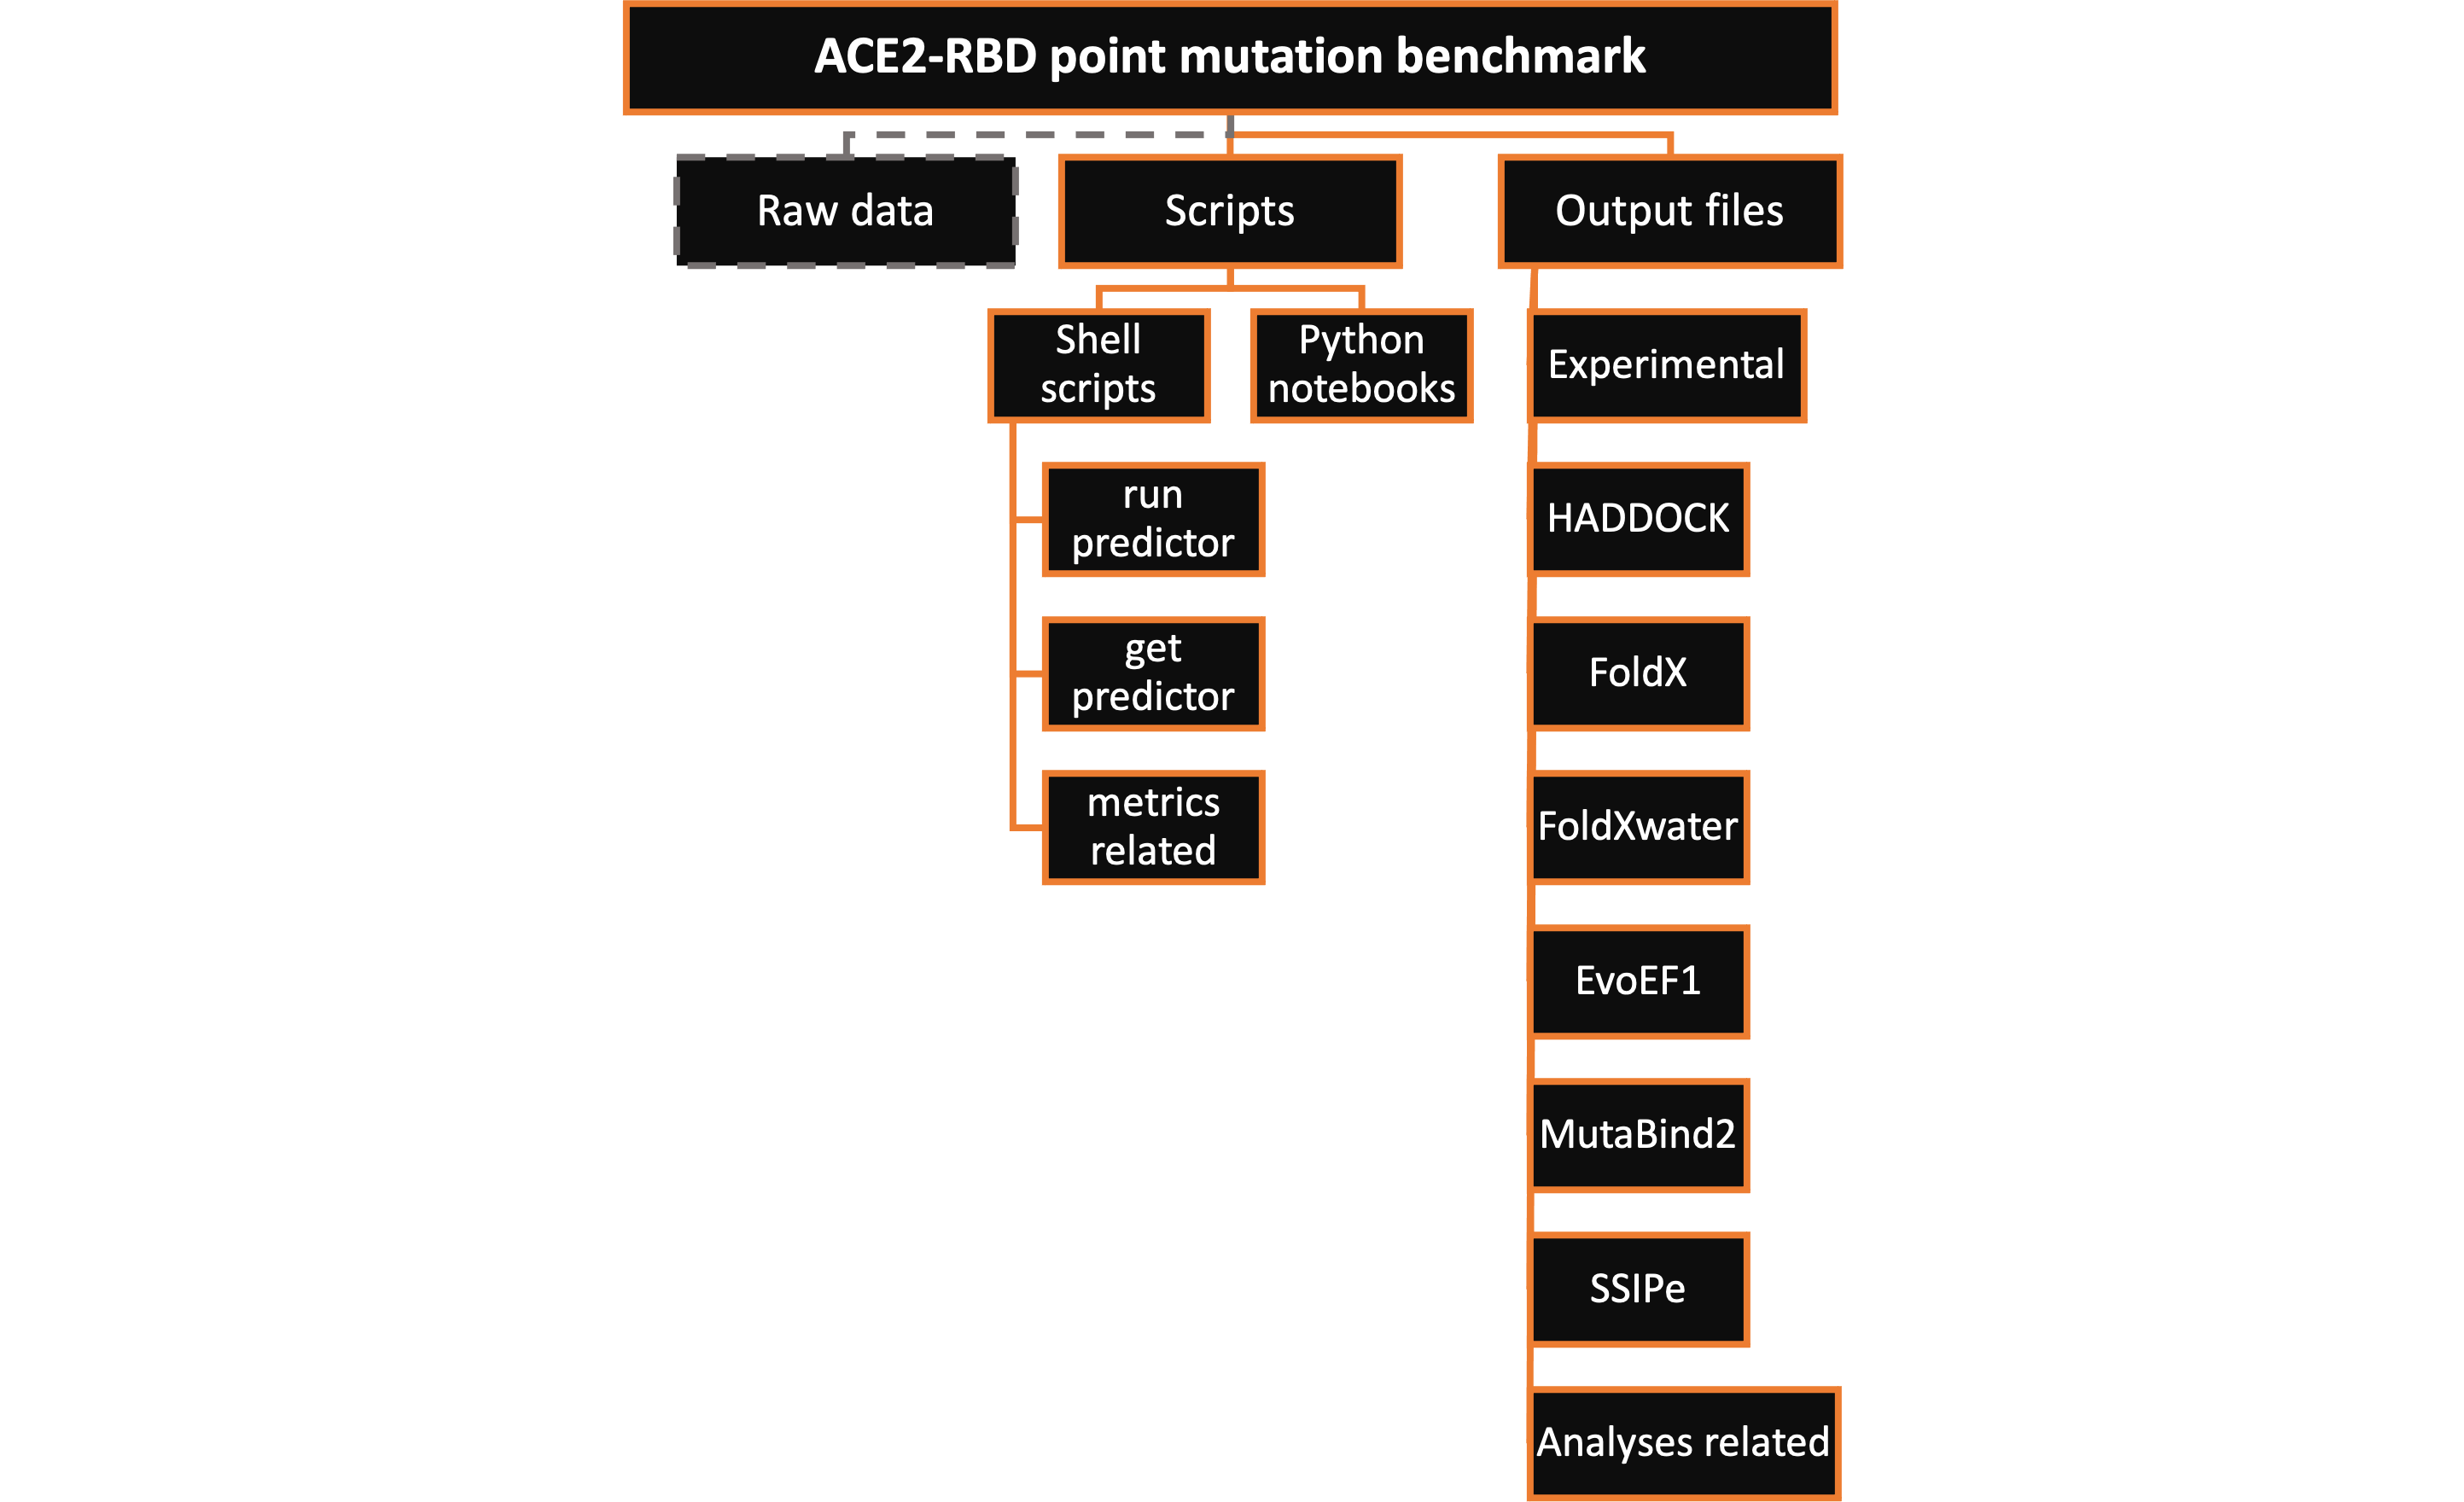 ACE2-RBD point mutation benchmark
Raw data
Scripts
Output files
Shell
scripts
Python
notebooks
run
predictor
get
predictor
metrics
related
Experimental
HADDOCK
FoldX
FoldXwater
EvoEF1
MutaBind2
SSIPe
Analyses related